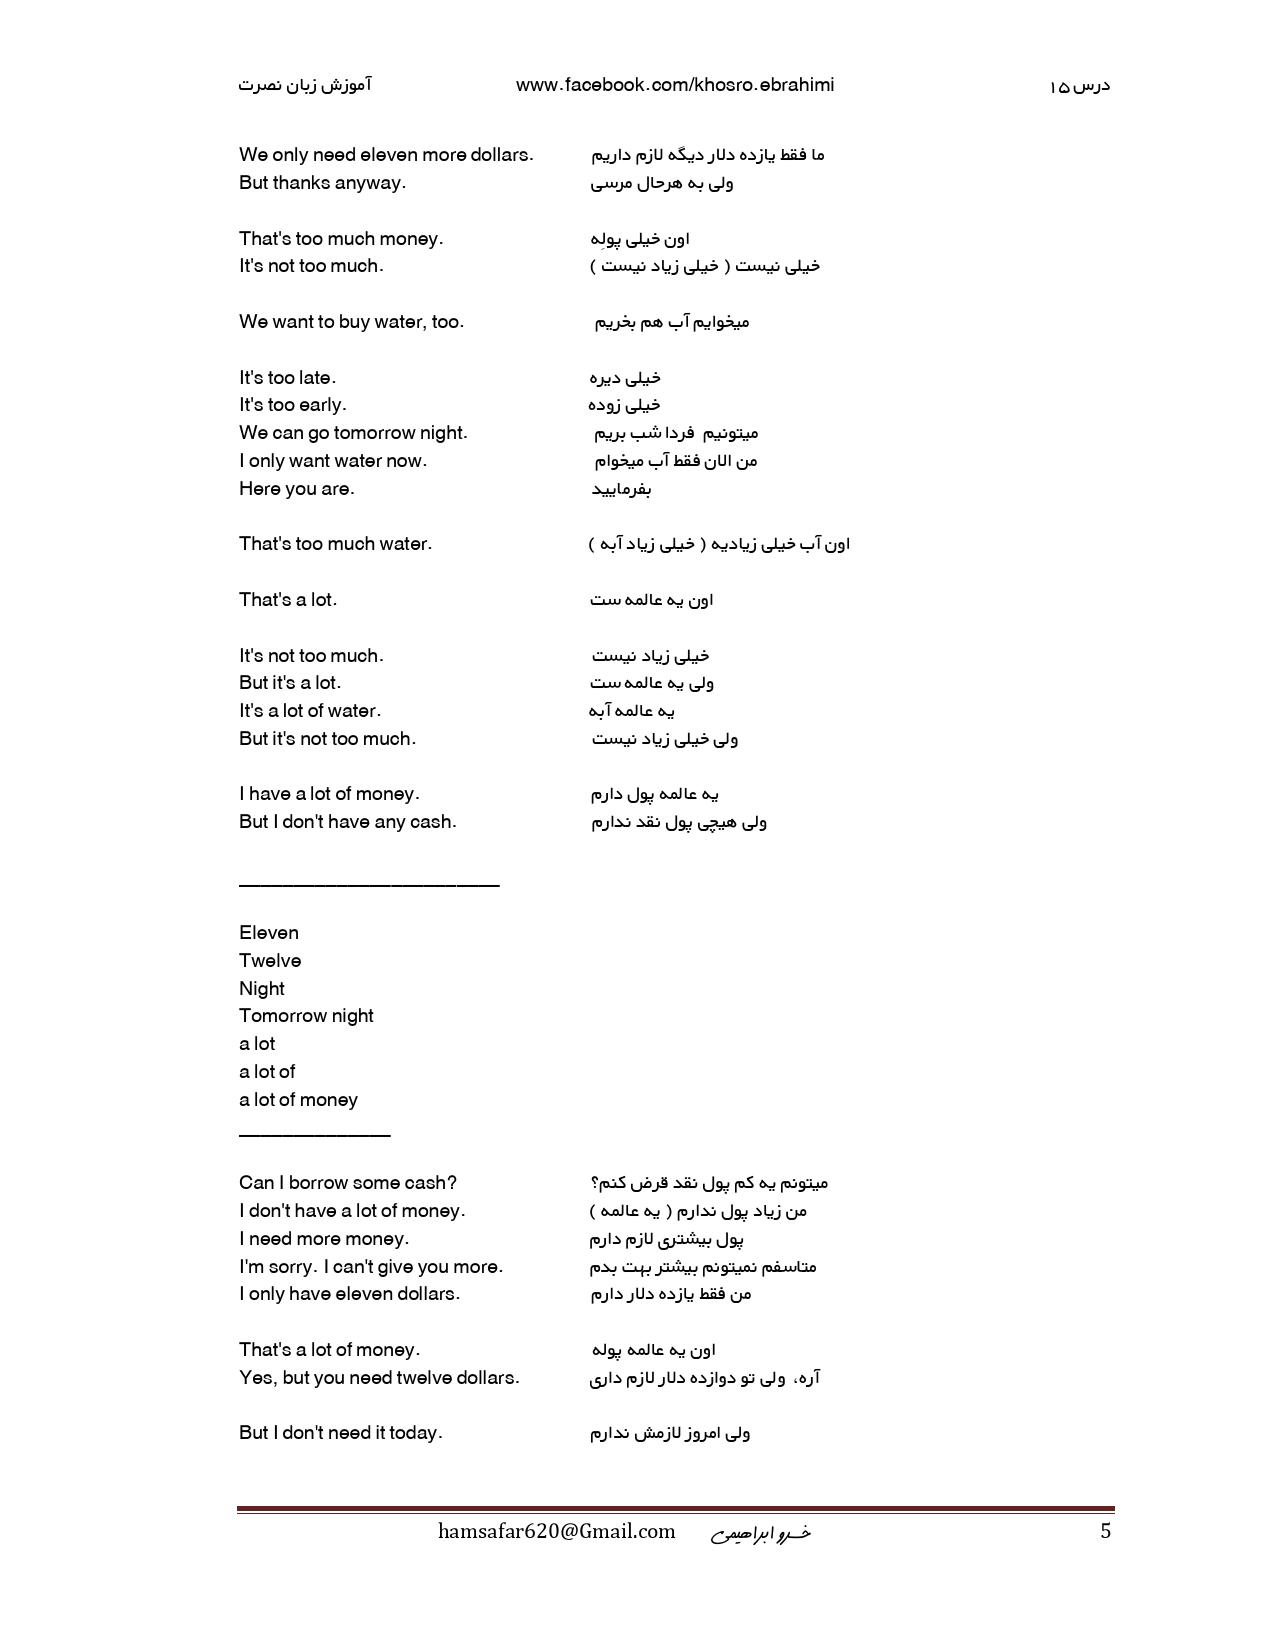 آموزش زبان نصرت www.facebook.com/khosro.ebrahimi درس ۱۵
We only need eleven more dollars. ما فقط یازده دلار دیگه لازم داریم
But thanks anyway. ولی به هرحال مرسی
That's too much money. اون خیلی پولِه
It's not too much. خیلی نیست ( خیلی زیاد نیست )
We want to buy water, too. میخوایم آب هم بخریم
It's too late. خیلی دیره
It's too early. خیلی زوده
We can go tomorrow night. میتونیم فردا شب بریم
I only want water now. من الان فقط آب میخوام
Here you are. بفرمایید
That's too much water. اون آب خیلی زیادیه ( خیلی زیاد آبه )
That's a lot. اون یه عالمه ست
It's not too much. خیلی زیاد نیست
But it's a lot. ولی یه عالمه ست
It's a lot of water. یه عالمه آبه
But it's not too much. ولی خیلی زیاد نیست
I have a lot of money. یه عالمه پول دارم
But I don't have any cash. ولی هیچی پول نقد ندارم
Eleven
Twelve
Night
Tomorrow night
a lot
a lot of
a lot of money
Can I borrow some cash? میتونم یه کم پول نقد قرض کنم؟
I don't have a lot of money. من زیاد پول ندارم ( یه عالمه )
I need more money. پول بیشتری لازم دارم
I'm sorry. I can't give you more. متاسفم نمیتونم بیشتر بهت بدم
I only have eleven dollars. من فقط یازده دلار دارم
That's a lot of money. اون یه عالمه پوله
Yes, but you need twelve dollars. آره، ولی تو دوازده دلار لازم داری
But I don't need it today. ولی امروز لازمش ندارم
hamsafar620@Gmail.com خسرو ابراهیمی 5